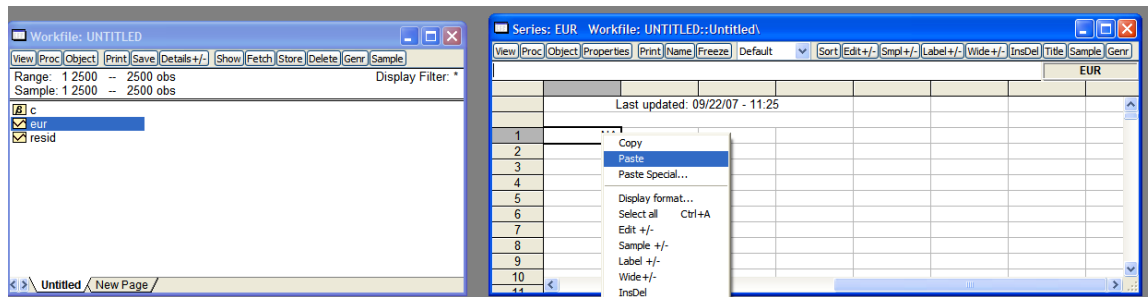 Workfile: UNTITLED
View Proc Object Print Save Details+/- Show Fetch Store Delete Genr Sample
Range: 1 2500 -- 2500 obs Display Filter: *
Sample: 1 2500 -- 2500 obs
B c
eur
resid
Untitled New Page
Series: EUR Workfile: UNTITLED::Untitled\
View Proc Object Properties Print Name Freeze Default Sort Edit+/- Smpl+/- Label+/- Wide+/- InsDel Title Sample Genr
EUR
Last updated: 09/22/07 - 11:25
1
2
3
4
5
6
7
8
9
10
11
Copy
Paste
Paste Special...
Display format...
Select all Ctrl+A
Edit +/-
Sample +/-
Label +/-
Wide+/-
InsDel